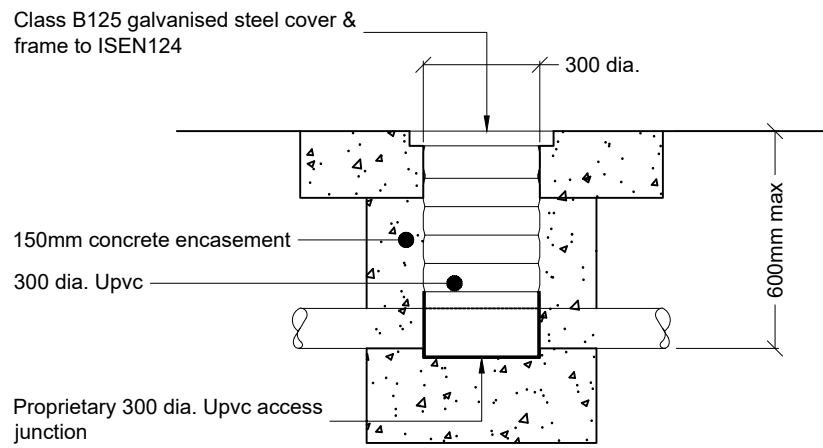 Class B125 galvanised steel cover &
frame to ISEN124
300 dia.
150mm concrete encasement
300 dia. Upvc
600mm max
Proprietary 300 dia. Upvc access
junction